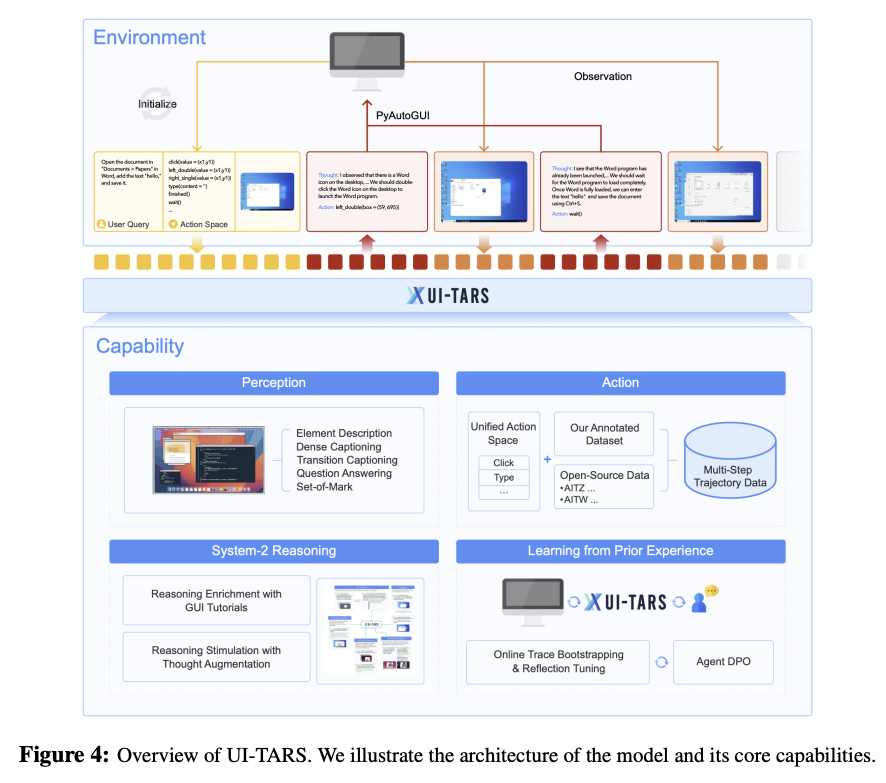 Environment
Initialize
PyAutoGUI
Observation
Open the document in
"Documents > Papers" in
Word, add the text "hello,"
and save it.
User Query
click(value = (x1,y1))
left_double(value = (x1,y1))
right_single(value = (x1,y1))
type(content = '')
finished()
wait()
...
Action Space
Thought: I observed that there is a Word
icon on the desktop,... We should double-
click the Word icon on the desktop to
launch the Word program.
Action: left_double(box = (59, 695))
Thought: I see that the Word program has
already been launched,... We should wait
for the Word program to load completely.
Once Word is fully loaded, we can enter
the text "hello" and save the document
using Ctrl+S.
Action: wait()
UI-TARS
Capability
Perception
Element Description
Dense Captioning
Transition Captioning
Question Answering
Set-of-Mark
Action
Unified Action
Space
Click
Type
...
+
Our Annotated
Dataset
Open-Source Data
•AITZ ...
•AITW ...
Multi-Step
Trajectory Data
System-2 Reasoning
Reasoning Enrichment with
GUI Tutorials
Reasoning Stimulation with
Thought Augmentation
UI-TARS
Learning from Prior Experience
UI-TARS
Online Trace Bootstrapping
& Reflection Tuning
Agent DPO
Figure 4: Overview of UI-TARS. We illustrate the architecture of the model and its core capabilities.